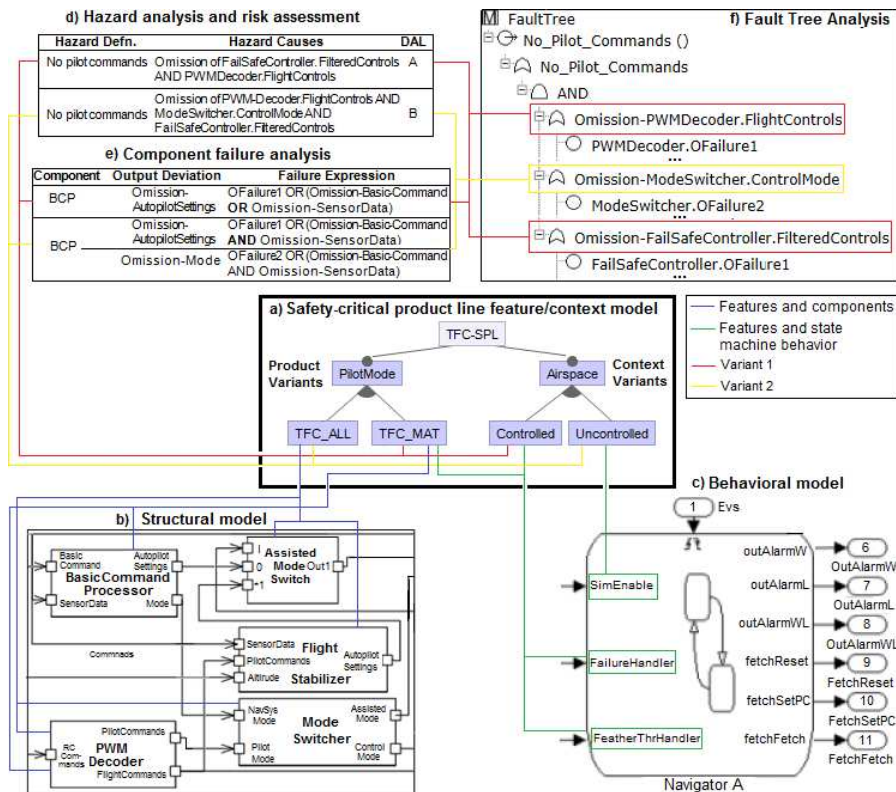 d) Hazard analysis and risk assessment
Hazard Defn. Hazard Causes DAL
No pilot commands Omission of FailSafeController.FilteredControls A
AND PWMDecoder.FlightControls
No pilot commands Omission of PWM-Decoder.FlightControls AND B
ModeSwitcher.ControlMode AND
FailSafeController.FilteredControls
e) Component failure analysis
Component Output Deviation Failure Expression
BCP Omission-AutopilotSettings OFailure1 OR (Omission-Basic-Command
OR Omission-SensorData)
BCP Omission-AutopilotSettings OFailure1 OR (Omission-Basic-Command
AND Omission-SensorData)
Omission-Mode OFailure2 OR (Omission-Basic-Command
AND Omission-SensorData)
M FaultTree f) Fault Tree Analysis
No_Pilot_Commands ()
No_Pilot_Commands
AND
Omission-PWMDecoder.FlightControls
PWMDecoder.OFailure1
...
Omission-ModeSwitcher.ControlMode
ModeSwitcher.OFailure2
...
Omission-FailSafeController.FilteredControls
FailSafeController.OFailure1
...
a) Safety-critical product line feature/context model
TFC-SPL
Product
Variants
PilotMode
Airspace
Context
Variants
TFC_ALL
TFC_MAT
Controlled
Uncontrolled
Features and components
Features and state
machine behavior
Variant 1
Variant 2
b) Structural model
Basic
Command
Autopilot
Settings
Basic Command
Processor
SensorData
Mode
Assisted
Mode
Switch
I
0
Out1
SensorData
PilotCommands
Altitude
Flight
Stabilizer
Autopilot
Settings
Commnads
NavSys
Mode
Pilot
Mode
Mode
Switcher
Assisted
Mode
Control
Mode
RC
Com-
mands
PilotCommands
PWM
Decoder
FlightCommands
c) Behavioral model
1
Evs
SimEnable
FailureHandler
FeatherThrHandler
outAlarmW
6
OutAlarmW
outAlarmL
7
OutAlarmL
outAlarmWL
8
OutAlarmWL
fetchReset
9
FetchReset
fetchSetPC
10
FetchSetPC
fetchFetch
11
FetchFetch
Navigator A